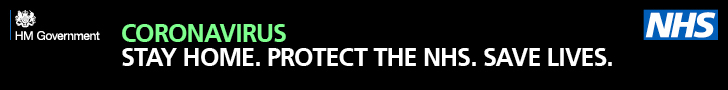 HM Government
CORONAVIRUS
STAY HOME. PROTECT THE NHS. SAVE LIVES.
NHS